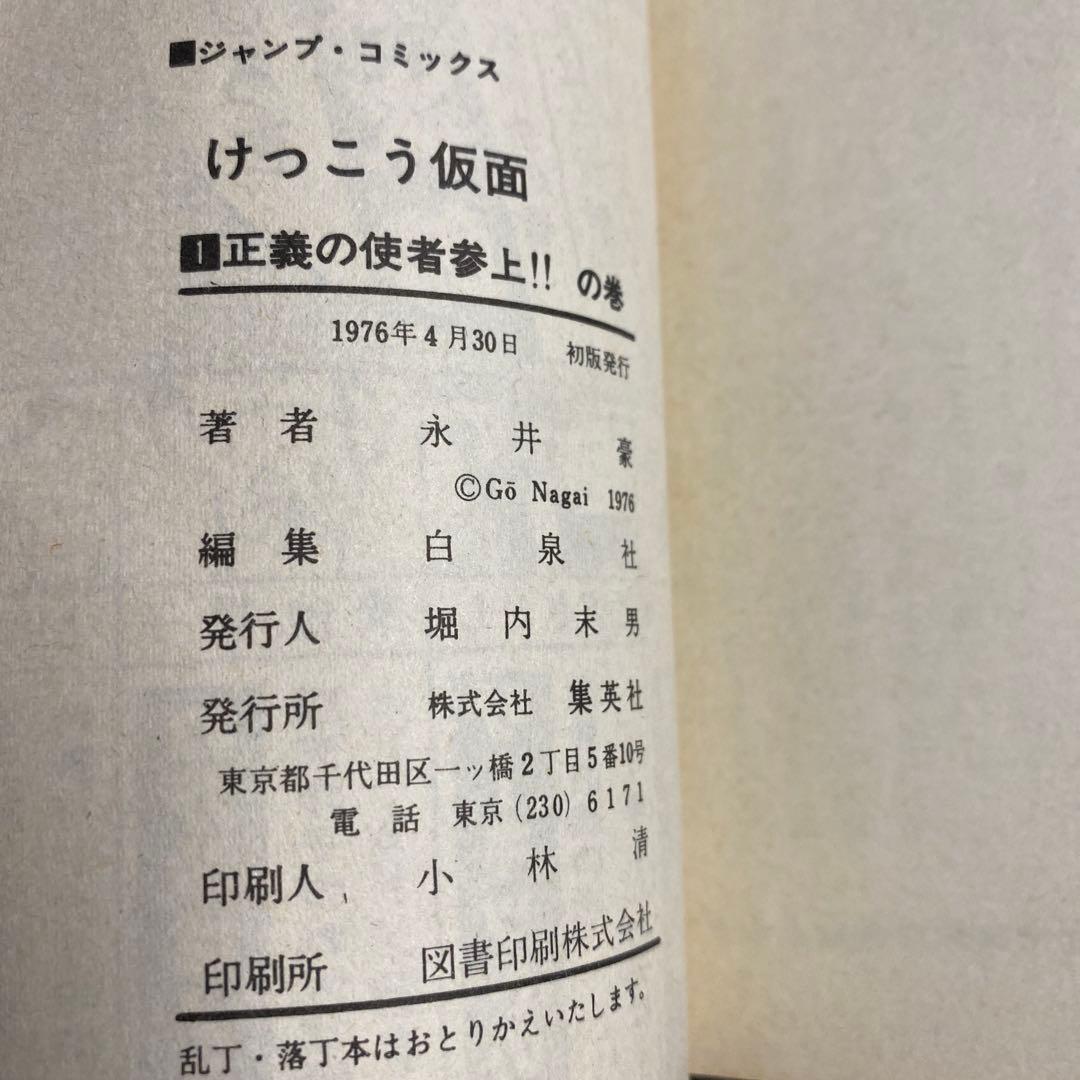 ■ジャンプ・コミックス
けっこう仮面
1正義の使者参上!! の巻
1976年4月30日 初版発行
著者 永井豪
©Gō Nagai 1976
編集 白泉社
発行人 堀内末男
発行所 株式会社 集英社
東京都千代田区一ッ橋2丁目5番10号
電話 東京(230)6171
印刷人 小林清
印刷所 図書印刷株式会社
乱丁・落丁本はおとりかえいたします。